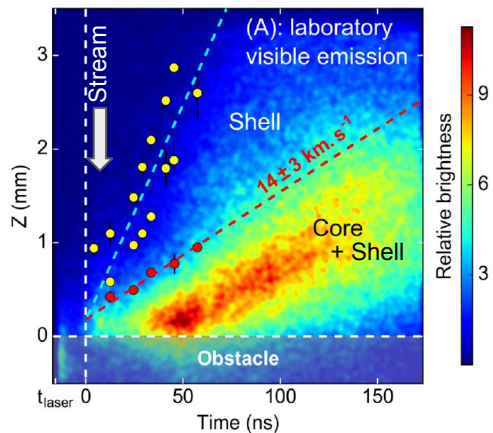 (A): laboratory
visible emission
Stream
Shell
14±3 km.s⁻¹
Core
+ Shell
Obstacle
Z (mm)
3
2
1
0
t_laser 0 50 100 150
Time (ns)
Relative brightness
9
6
3
0